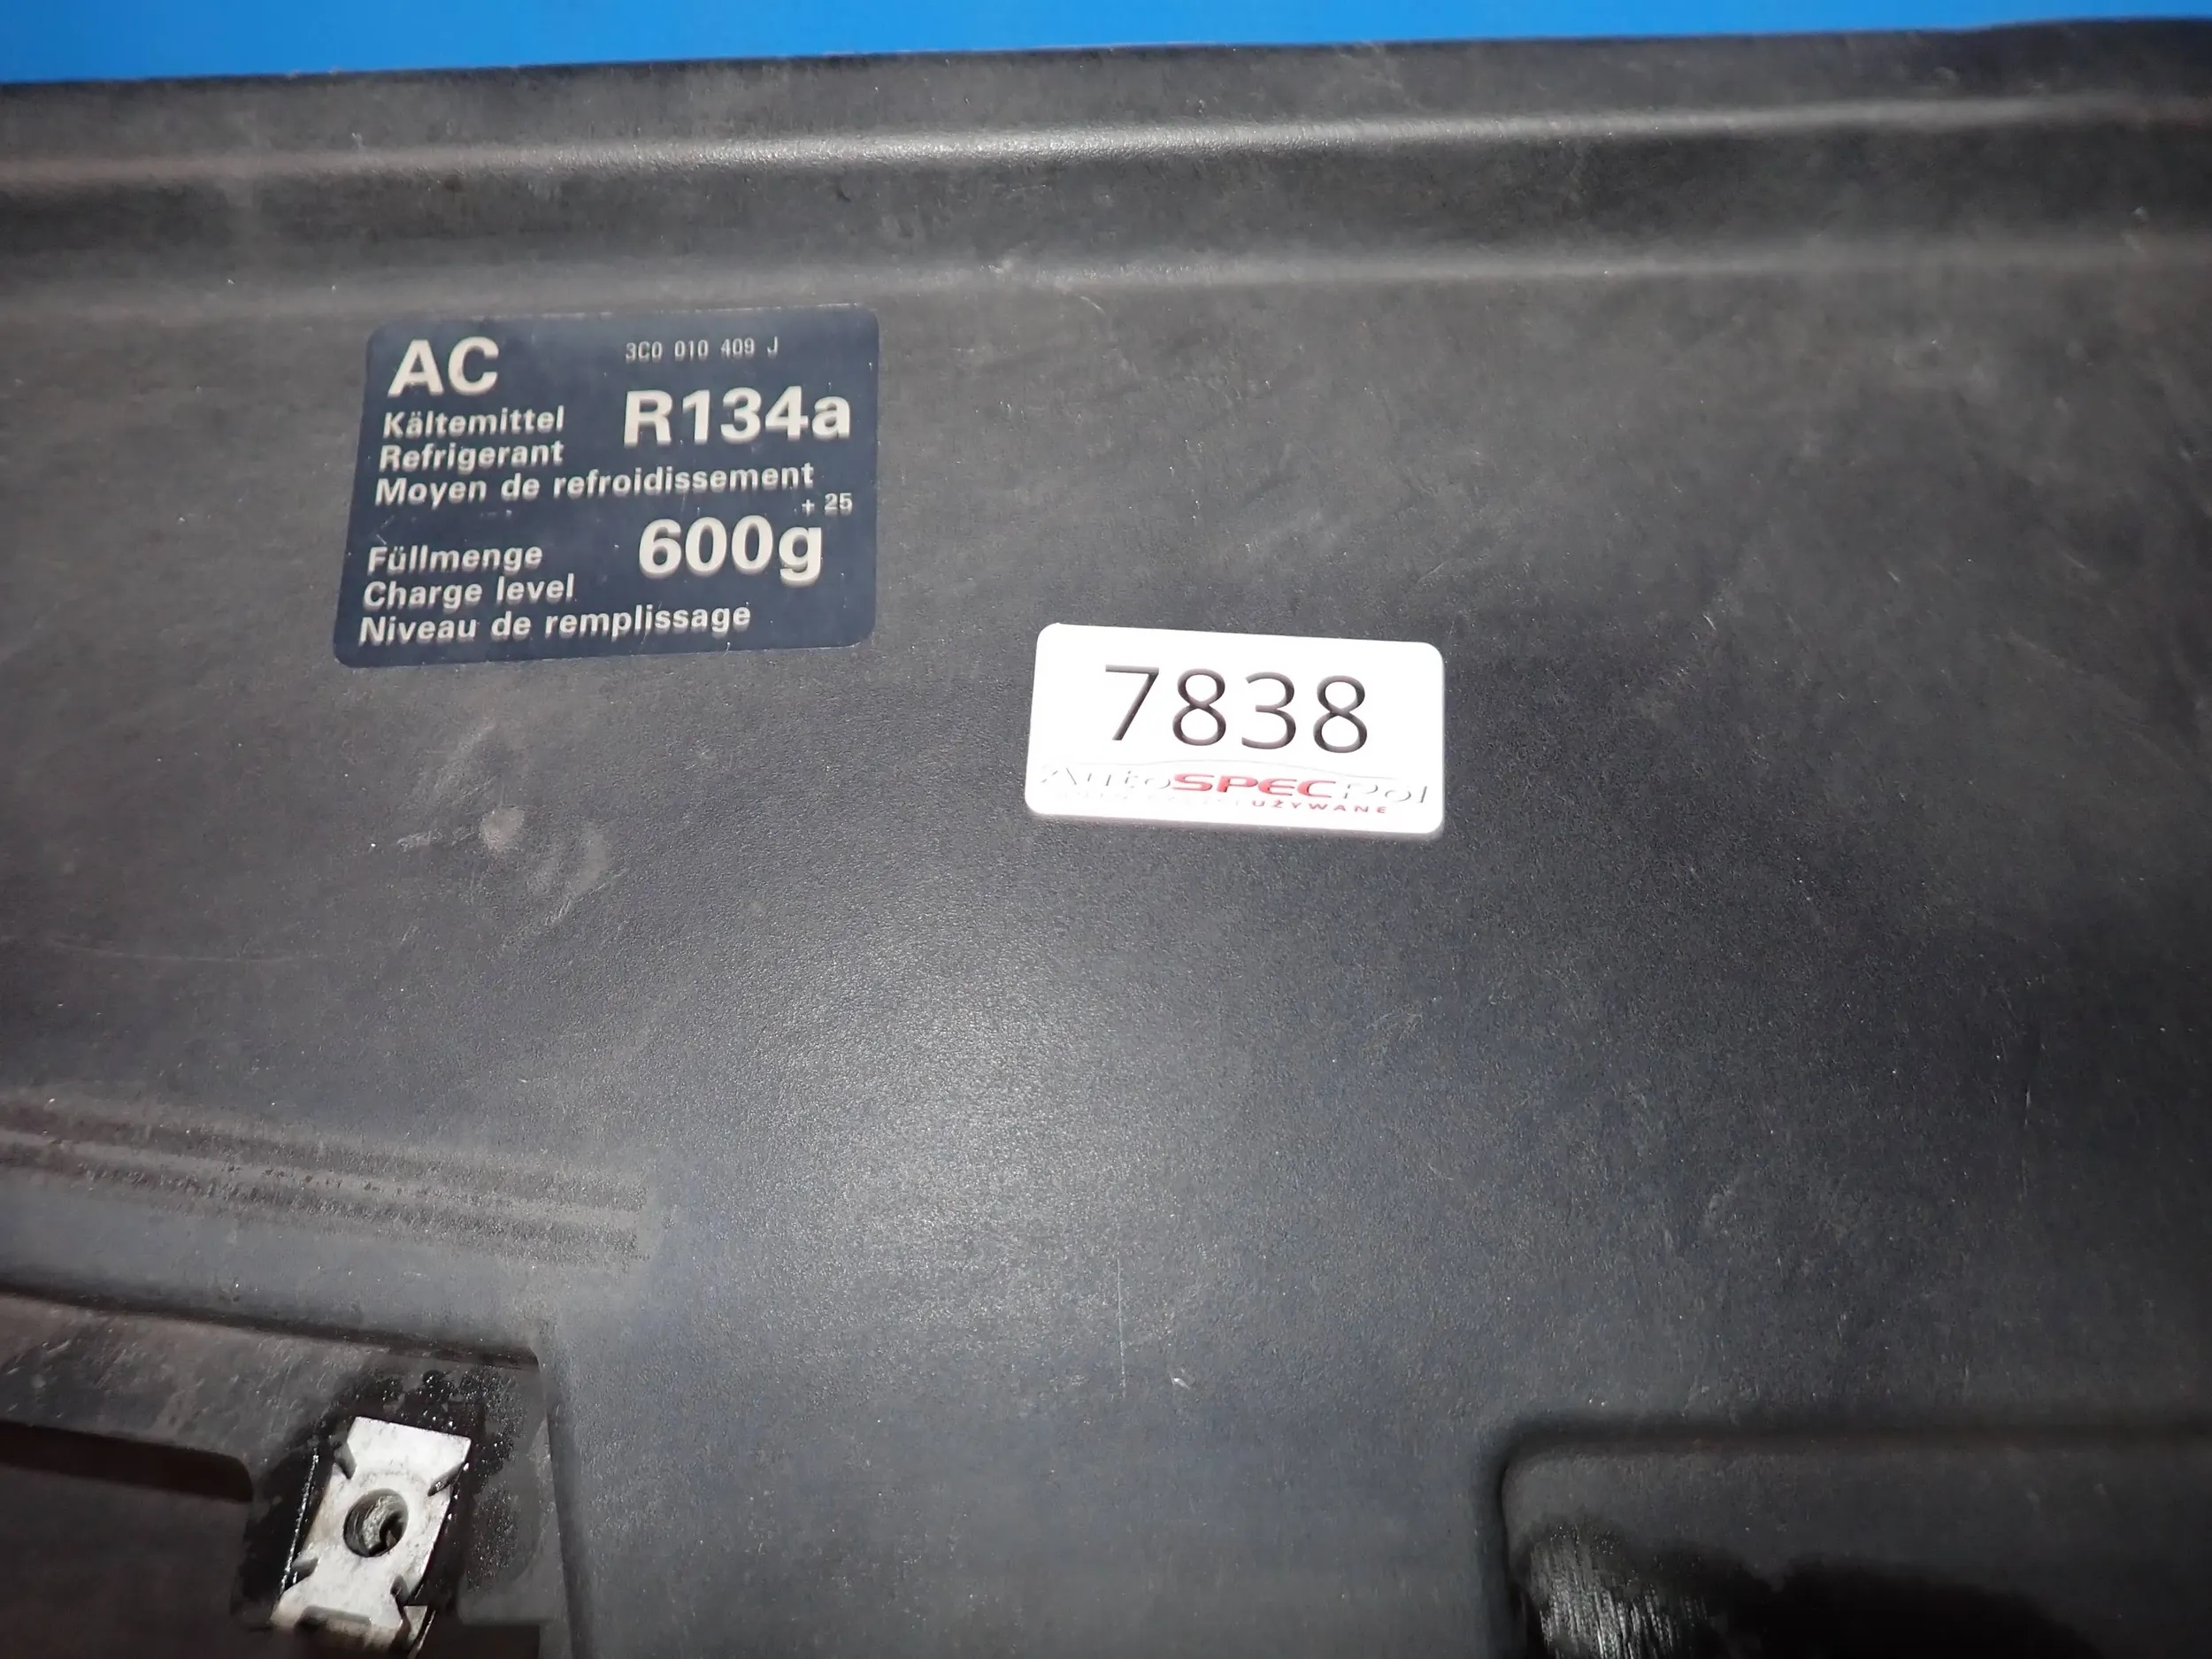 AC 3C0 010 409 J
Kältemittel R134a
Refrigerant
Moyen de refroidissement
+ 25
Füllmenge 600g
Charge level
Niveau de remplissage
7838
AutoSPECPol
UŻYWANE